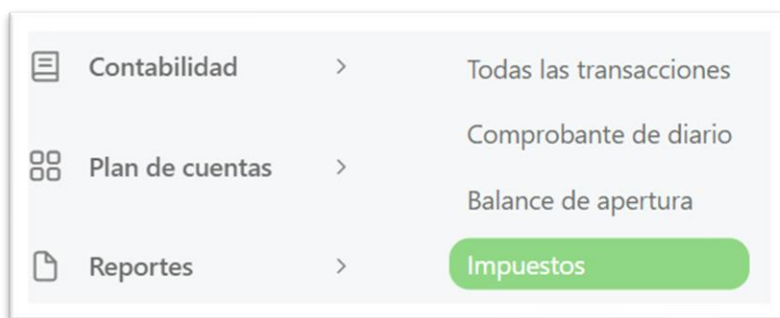 Contabilidad
Plan de cuentas
Reportes
Todas las transacciones
Comprobante de diario
Balance de apertura
Impuestos